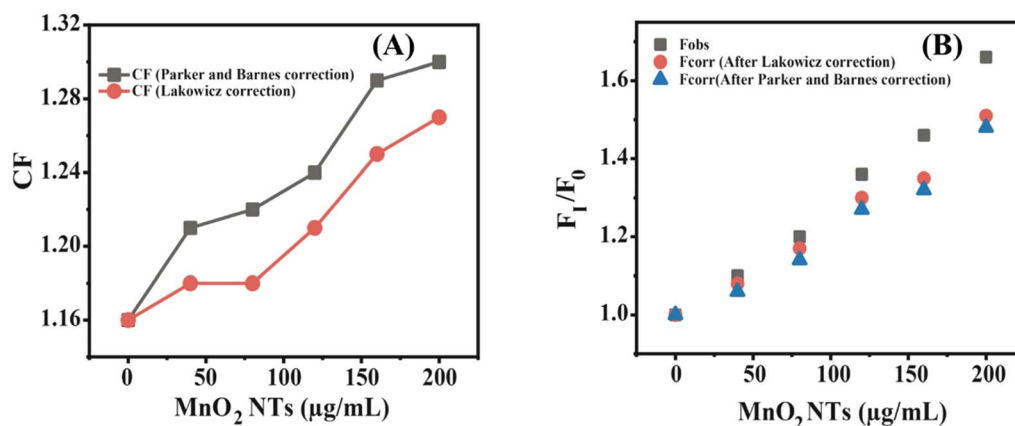 (A)
CF (Parker and Barnes correction)
CF (Lakowicz correction)
1.32
1.28
1.24
1.20
1.16
CF
0
50
100
150
200
MnO2 NTs (μg/mL)
(B)
Fobs
Fcorr (After Lakowicz correction)
Fcorr(After Parker and Barnes correction)
1.6
1.4
1.2
1.0
FI/F0
0
50
100
150
200
MnO2 NTs (μg/mL)